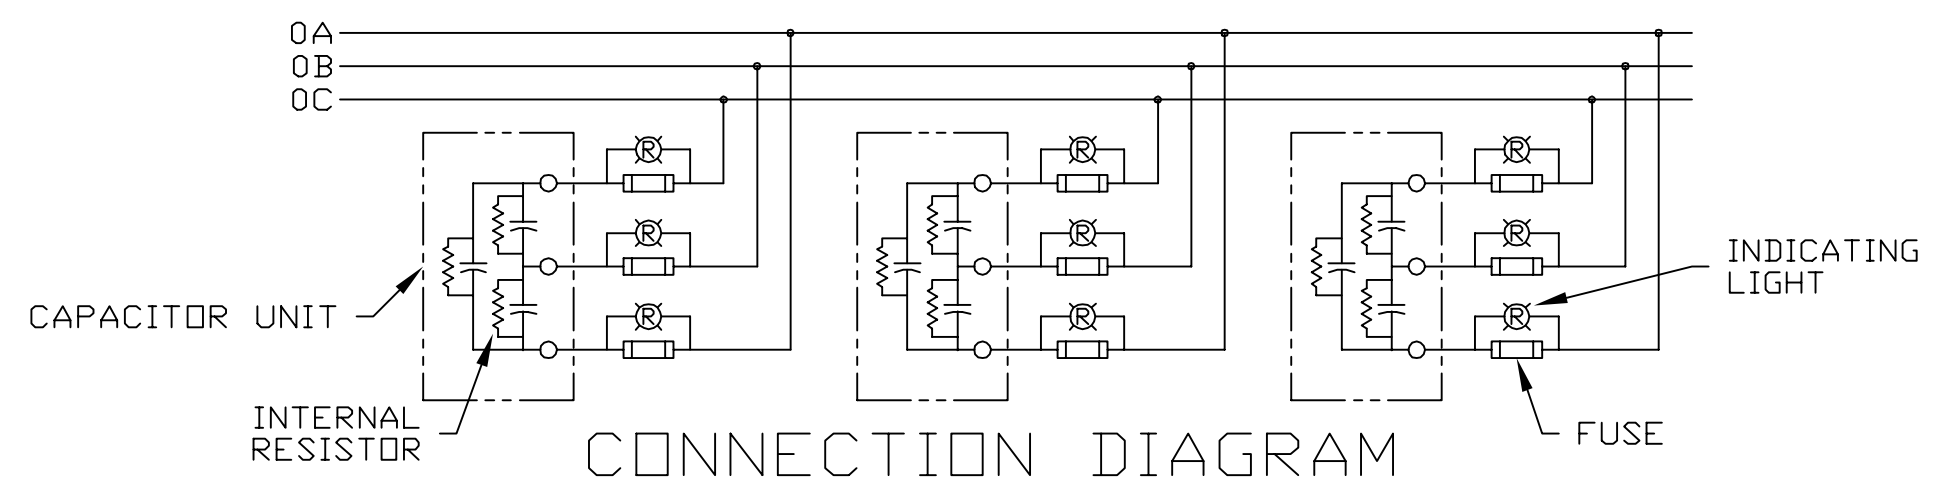 0A
0B
0C
R R R
R R R
R R R
INDICATING
LIGHT
CAPACITOR UNIT
INTERNAL
RESISTOR
FUSE
CONNECTION DIAGRAM